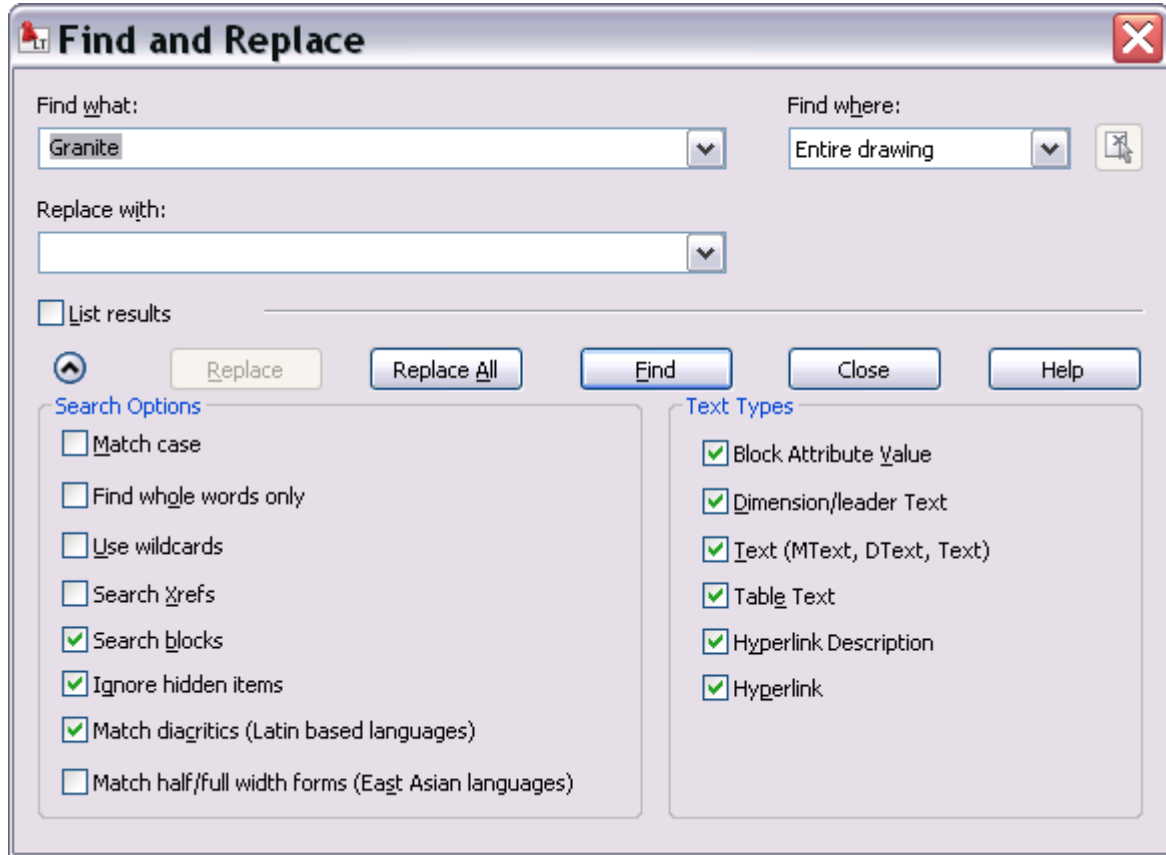 LT Find and Replace
Find what:
Find where:
Granite
Entire drawing
Replace with:
List results
Replace
Replace All
Find
Close
Help
Search Options
Text Types
Match case
Find whole words only
Use wildcards
Search Xrefs
Search blocks
Ignore hidden items
Match diacritics (Latin based languages)
Match half/full width forms (East Asian languages)
Block Attribute Value
Dimension/leader Text
Text (MText, DText, Text)
Table Text
Hyperlink Description
Hyperlink